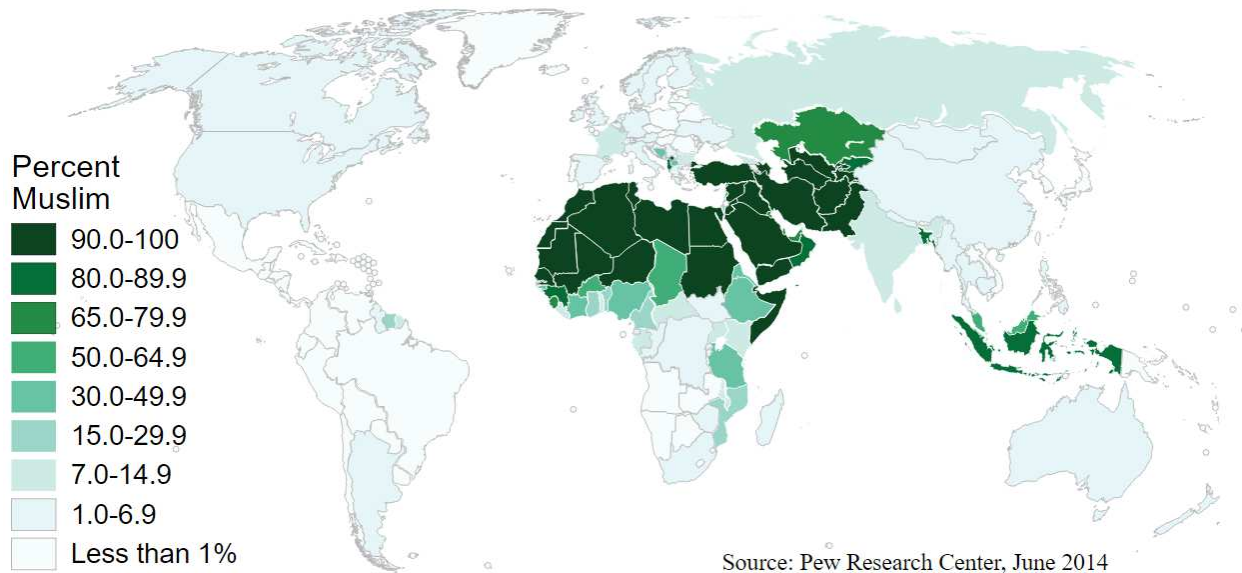 Percent
Muslim
90.0-100
80.0-89.9
65.0-79.9
50.0-64.9
30.0-49.9
15.0-29.9
7.0-14.9
1.0-6.9
Less than 1%
Source: Pew Research Center, June 2014